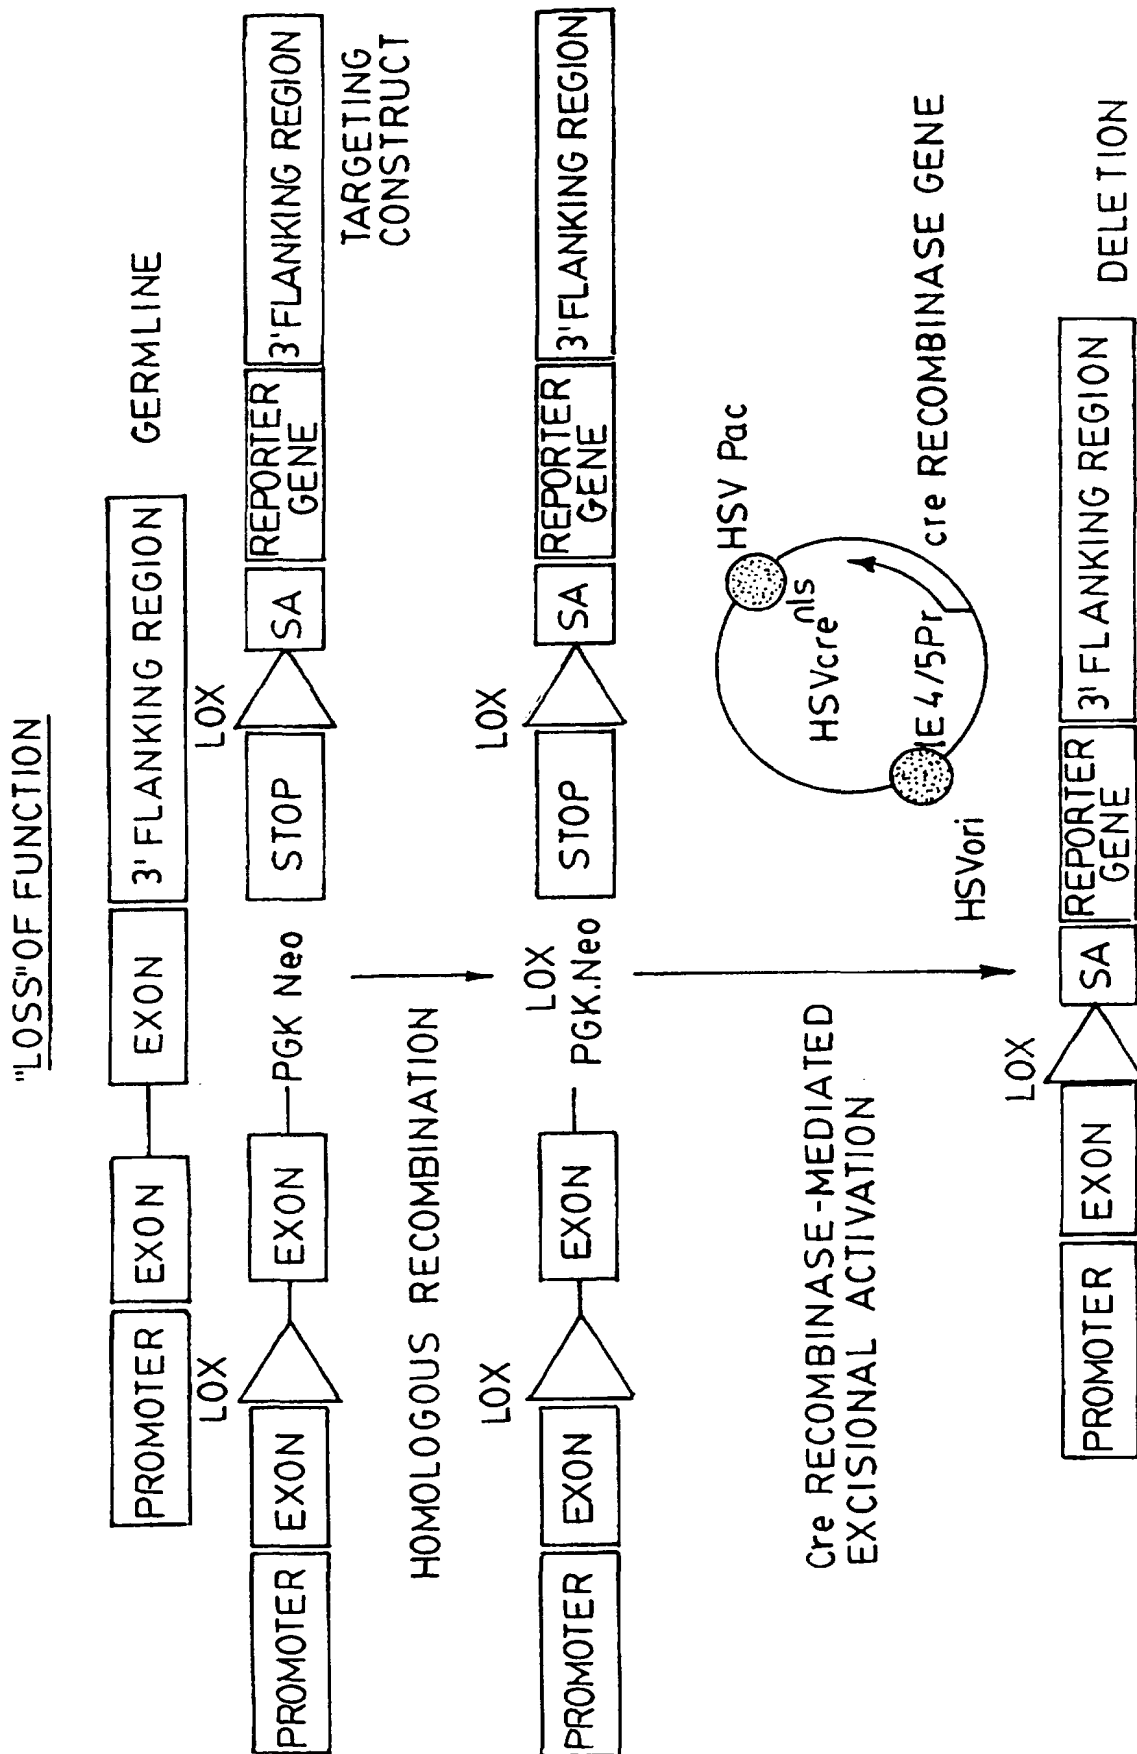 "LOSS" OF FUNCTION
PROMOTER EXON EXON 3' FLANKING REGION GERMLINE
LOX LOX
PROMOTER EXON EXON PGK Neo STOP SA REPORTER GENE 3' FLANKING REGION
TARGETING
CONSTRUCT
HOMOLOGOUS RECOMBINATION
LOX LOX LOX
PROMOTER EXON EXON PGK.Neo STOP SA REPORTER GENE 3' FLANKING REGION
Cre RECOMBINASE-MEDIATED
EXCISIONAL ACTIVATION
HSV Pac
HSVcre nls
IE 4/5Pr
HSVori
cre RECOMBINASE GENE
LOX
PROMOTER EXON SA REPORTER GENE 3' FLANKING REGION DELETION